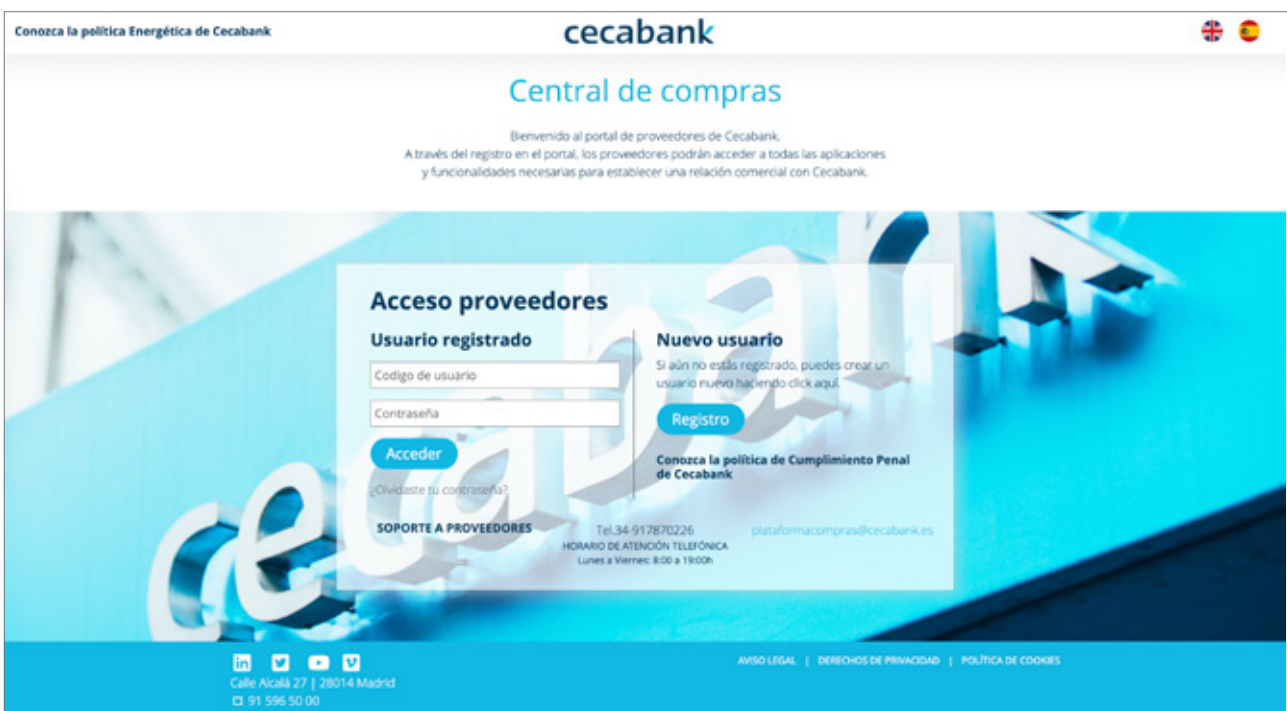 Conozca la política Energética de Cecabank
cecabank
Central de compras
Bienvenido al portal de proveedores de Cecabank.
A través del registro en el portal, los proveedores podrán acceder a todas las aplicaciones
y funcionalidades necesarias para establecer una relación comercial con Cecabank.
cecabank
Acceso proveedores
Usuario registrado
Codigo de usuario
Contraseña
Acceder
¿Olvidaste tu contraseña?
Nuevo usuario
Si aún no estás registrado, puedes crear un
usuario nuevo haciendo click aquí.
Registro
Conozca la política de Cumplimiento Penal
de Cecabank
SOPORTE A PROVEEDORES
Tel.34-917870226
HORARIO DE ATENCIÓN TELEFÓNICA
Lunes a Viernes: 8:00 a 19:00h
plataformacompras@cecabank.es
Calle Alcalá 27 | 28014 Madrid
91 596 50 00
AVISO LEGAL | DERECHOS DE PRIVACIDAD | POLÍTICA DE COOKIES